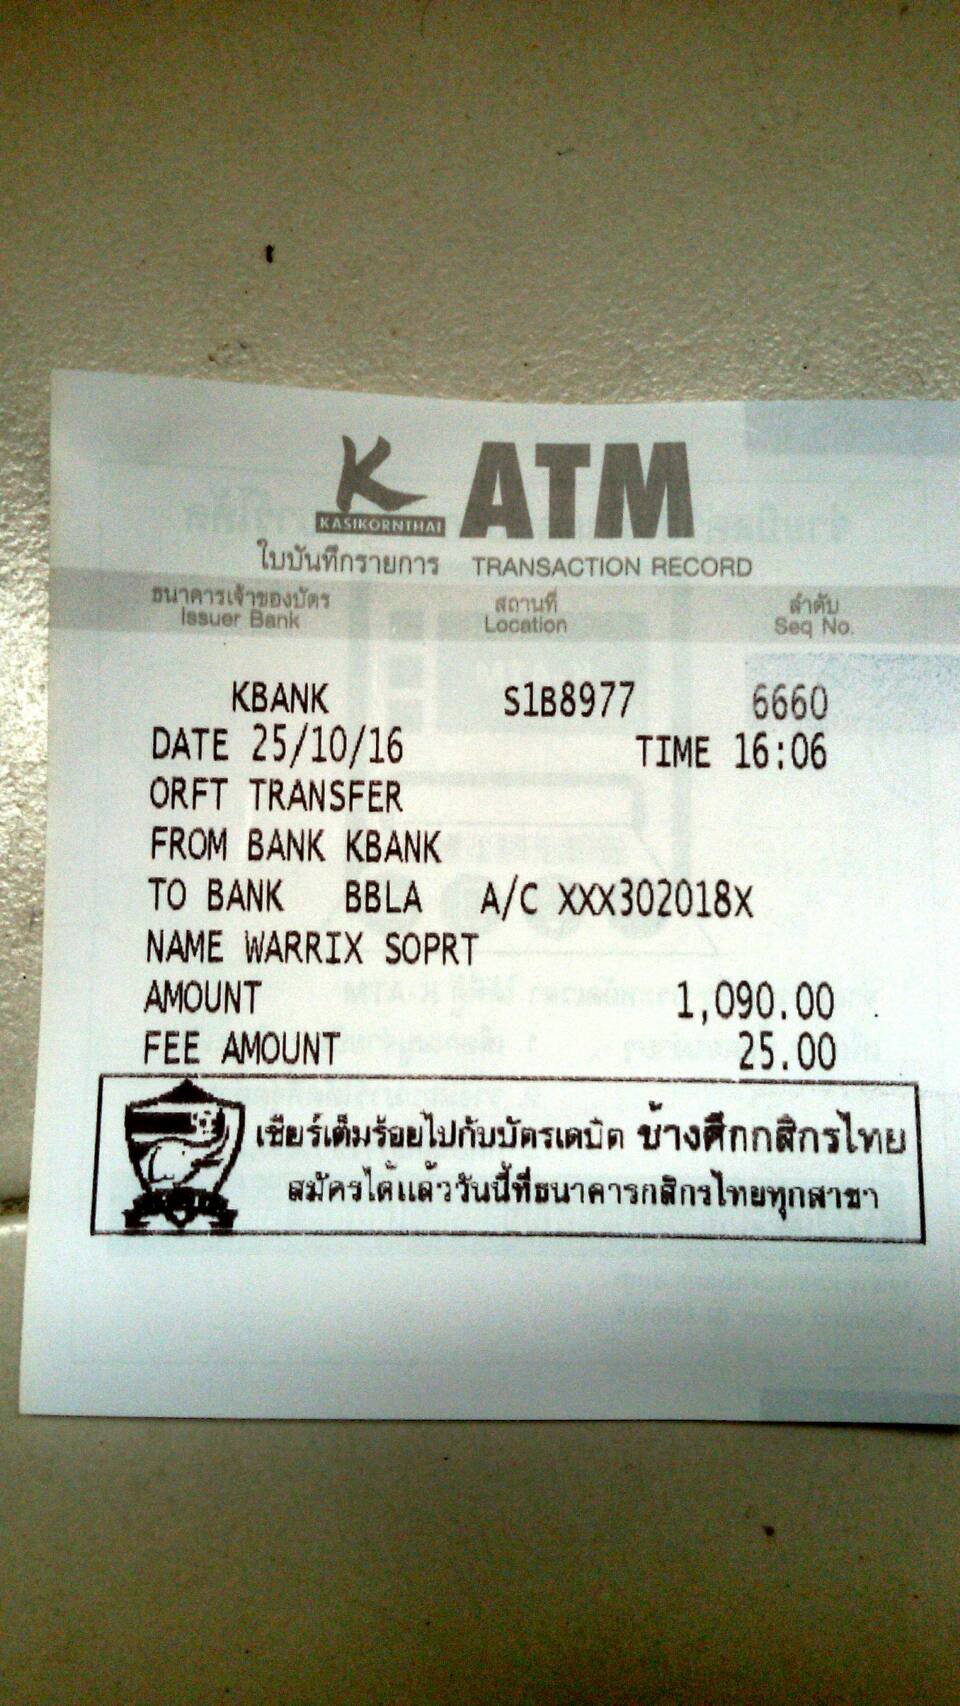 K ATM
KASIKORNTHAI
ใบบันทึกรายการ TRANSACTION RECORD
ธนาคารเจ้าของบัตร สถานที่ ลำดับ
Issuer Bank Location Seq No.
KBANK S1B8977 6660
DATE 25/10/16 TIME 16:06
ORFT TRANSFER
FROM BANK KBANK
TO BANK BBLA A/C XXX302018X
NAME WARRIX SOPRT
AMOUNT 1,090.00
FEE AMOUNT 25.00
เชียร์เต็มร้อยไปกับบัตรเดบิต ช้างศึกกสิกรไทย
สมัครได้แล้ววันนี้ที่ธนาคารกสิกรไทยทุกสาขา